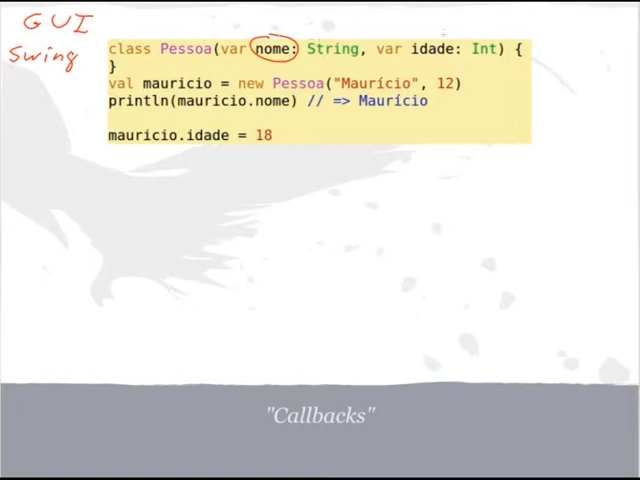 GUI
Swing
class Pessoa(var nome: String, var idade: Int) {
}
val mauricio = new Pessoa("Maurício", 12)
println(mauricio.nome) // => Maurício
mauricio.idade = 18
"Callbacks"